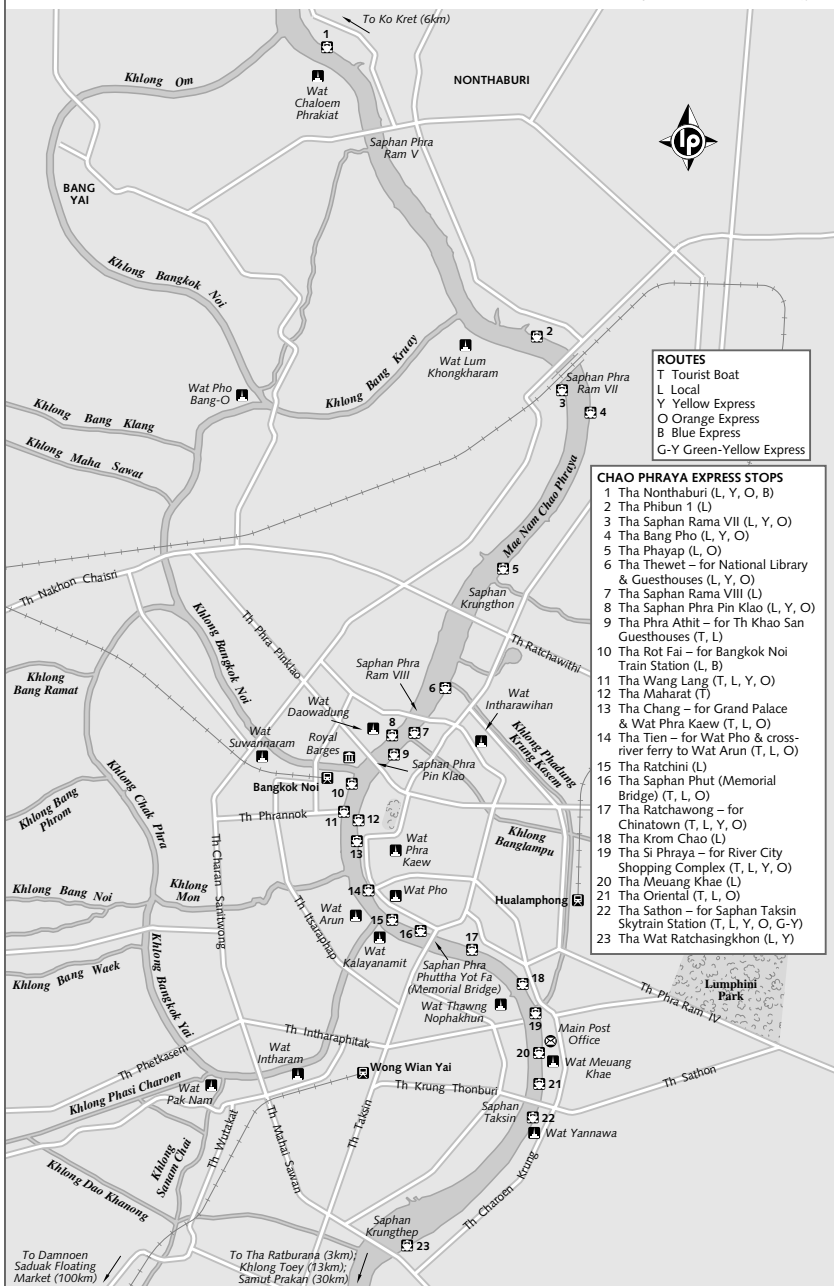 To Ko Kret (6km)
1
Khlong Om
Wat
Chaloem
Phrakiat
NONTHABURI
lp
Saphan Phra
Ram V
BANG
YAI
Khlong Bangkok Noi
2
Wat Lum
Khongkharam
Khlong Bang Kruay
Wat Pho
Bang-O
Saphan Phra
Ram VII
3
4
ROUTES
T Tourist Boat
L Local
Y Yellow Express
O Orange Express
B Blue Express
G-Y Green-Yellow Express
Khlong Bang Klang
Khlong Maha Sawat
Mae Nam Chao Phraya
CHAO PHRAYA EXPRESS STOPS
1 Tha Nonthaburi (L, Y, O, B)
2 Tha Phibun 1 (L)
3 Tha Saphan Rama VII (L, Y, O)
4 Tha Bang Pho (L, Y, O)
5 Tha Phayap (L, O)
6 Tha Thewet – for National Library
& Guesthouses (L, Y, O)
7 Tha Saphan Rama VIII (L)
8 Tha Saphan Phra Pin Klao (L, Y, O)
9 Tha Phra Athit – for Th Khao San
Guesthouses (T, L)
10 Tha Rot Fai – for Bangkok Noi
Train Station (L, B)
11 Tha Wang Lang (T, L, Y, O)
12 Tha Maharat (T)
13 Tha Chang – for Grand Palace
& Wat Phra Kaew (T, L, O)
14 Tha Tien – for Wat Pho & cross-
river ferry to Wat Arun (T, L, O)
15 Tha Ratchini (L)
16 Tha Saphan Phut (Memorial
Bridge) (T, L, O)
17 Tha Ratchawong – for
Chinatown (T, L, Y, O)
18 Tha Krom Chao (L)
19 Tha Si Phraya – for River City
Shopping Complex (T, L, Y, O)
20 Tha Meuang Khae (L)
21 Tha Oriental (T, L, O)
22 Tha Sathon – for Saphan Taksin
Skytrain Station (T, L, Y, O, G-Y)
23 Tha Wat Ratchasingkhon (L, Y)
5
Saphan
Krungthon
Th Nakhon Chaisri
Th Phra Pinklao
Khlong Bangkok Noi
Th Ratchawithi
Saphan Phra
Ram VIII
Khlong
Bang Ramat
6
Wat
Intharawihan
Wat
Daowadung
8
7
Wat
Suwannaram
Royal
Barges
9
Khlong Phadung
Krung Kasem
Saphan Phra
Pin Klao
Bangkok Noi
10
Khlong Chak Phra
Khlong Bang
Phrom
Th Phrannok
11
12
13
Khlong
Banglampu
Wat
Phra
Kaew
Th Charan Sanitwong
Khlong Bang Noi
Khlong
Mon
14
Wat Pho
Hualamphong
Th Itsaraphap
Wat
Arun
15
16
17
Wat
Kalayanamit
Saphan Phra
Phuttha Yot Fa
(Memorial Bridge)
Khlong Bang Waek
Khlong Bangkok Yai
18
Lumphini
Park
Th Phra Ram IV
Wat Thawng
Nophakhun
19
Main Post
Office
Th Intharaphitak
20
Wat Meuang
Khae
Th Phetkasem
Wat
Intharam
Wong Wian Yai
Th Sathon
Khlong Phasi Charoen
Wat
Pak Nam
Th Krung Thonburi
21
Saphan
Taksin
22
Wat Yannawa
Th Wutakat
Th Taksin
Th Mahai Sawan
Khlong
Sanam Chai
Th Charoen Krung
Khlong Dao Khanong
Saphan
Krungthep
23
To Damnoen
Saduak Floating
Market (100km)
To Tha Ratburana (3km);
Khlong Toey (13km);
Samut Prakan (30km)